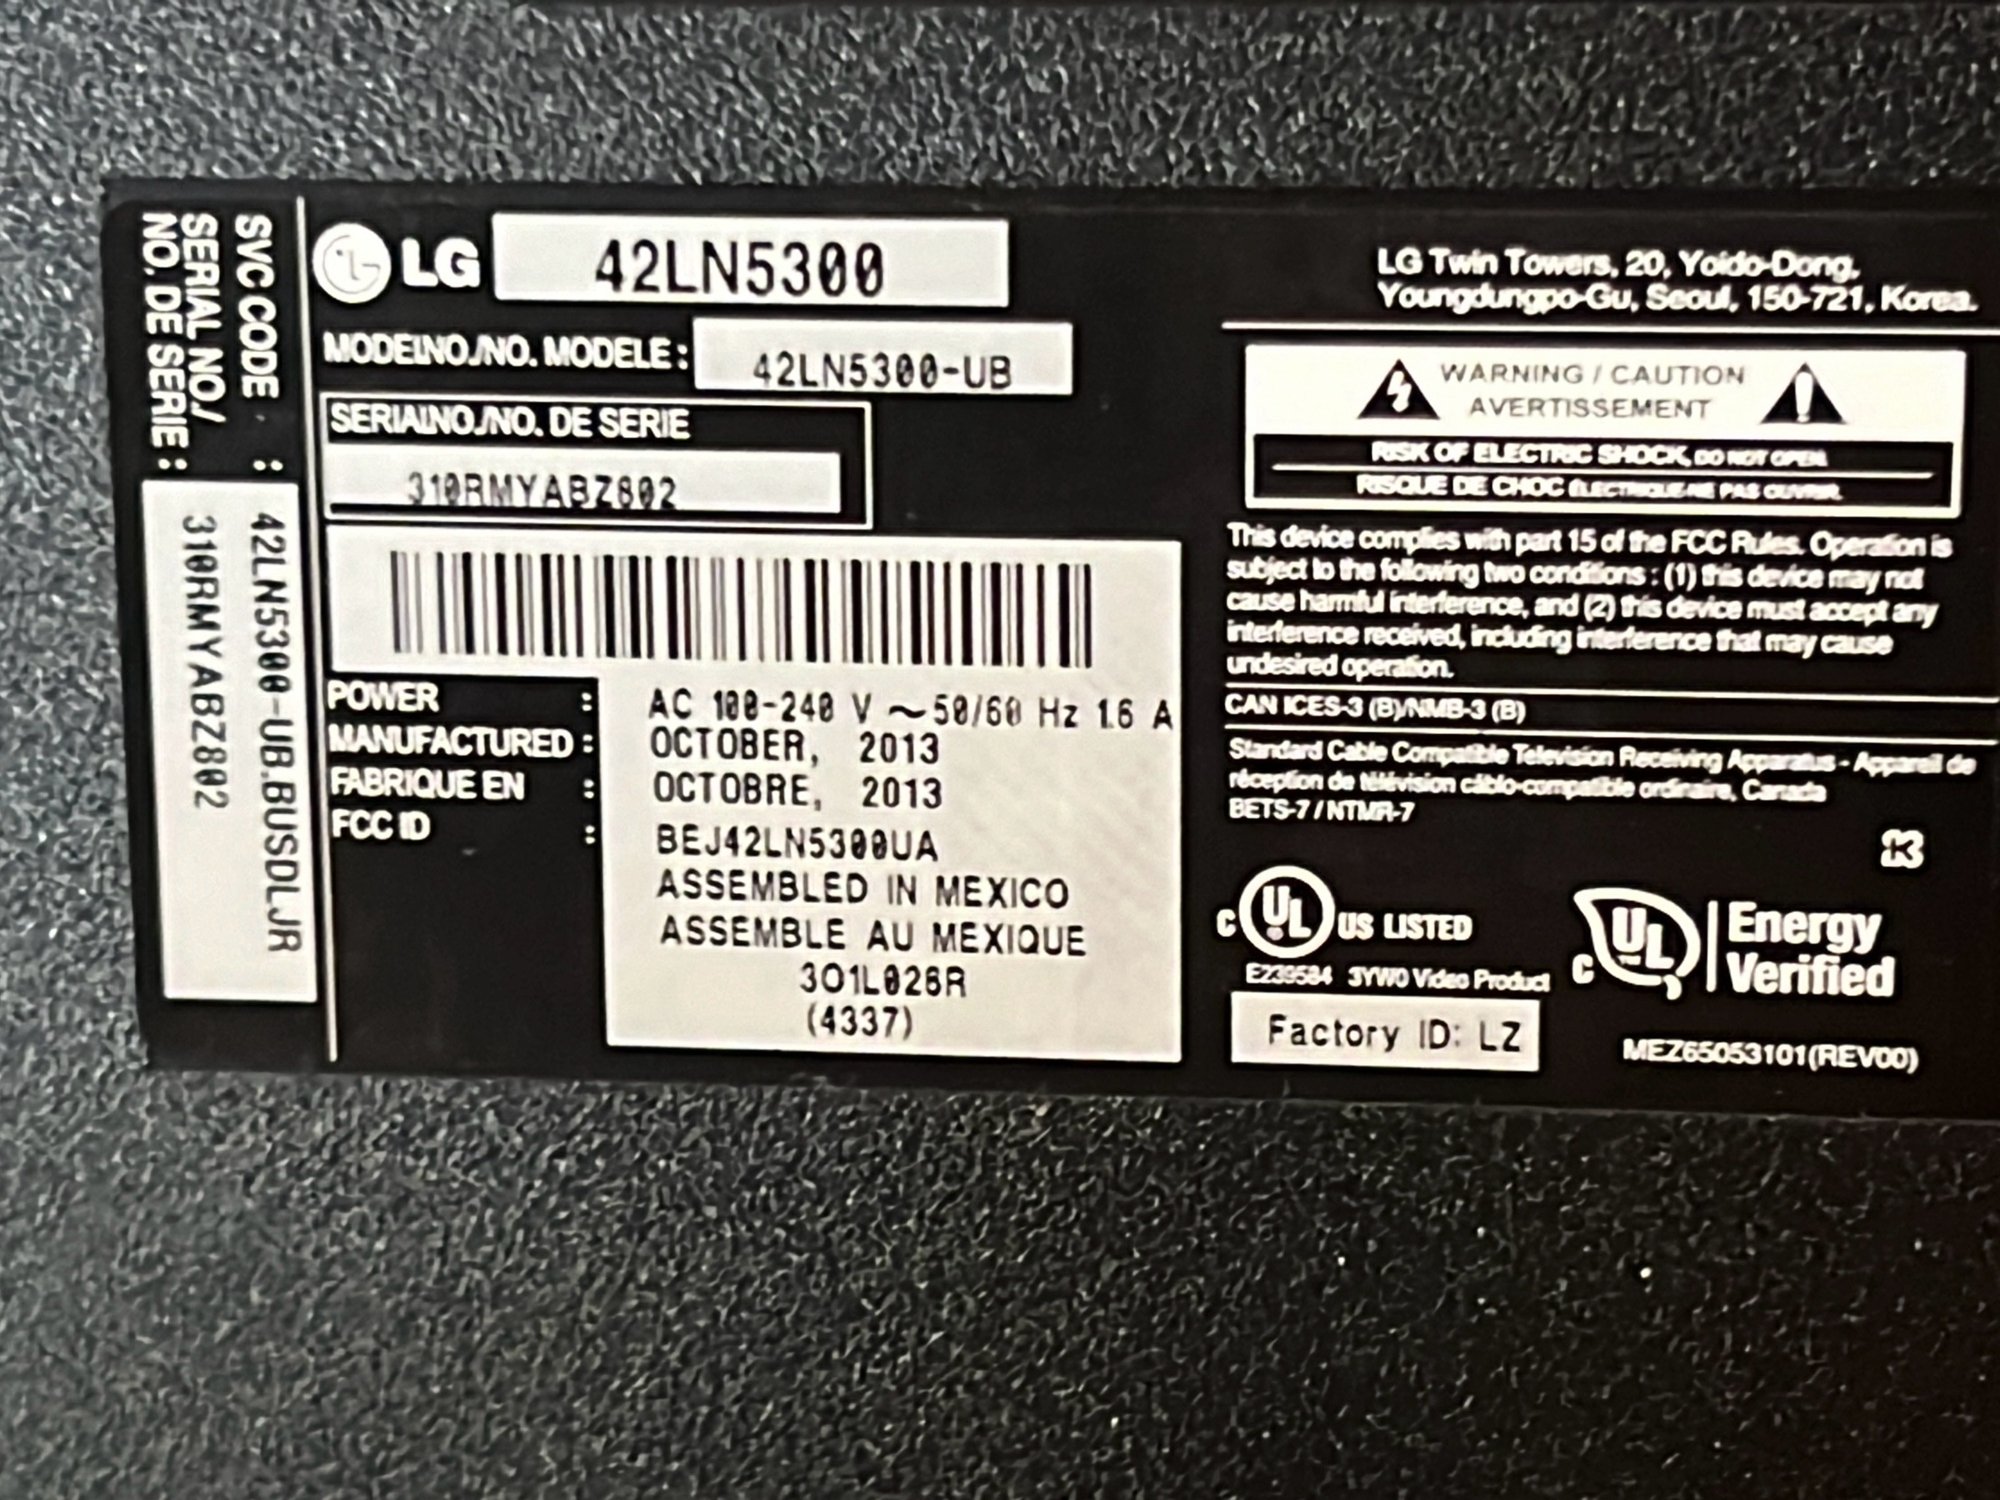 SVC CODE : 42LN5300-UB.BUSDLJR
SERIAL NO./
NO. DE SERIE : 310RMYABZ802
LG 42LN5300
MODELNO./NO. MODELE : 42LN5300-UB
SERIALNO./NO. DE SERIE
310RMYABZ802
POWER : AC 100-240 V ~50/60 Hz 1.6 A
MANUFACTURED : OCTOBER, 2013
FABRIQUE EN : OCTOBRE, 2013
FCC ID : BEJ42LN5300UA
ASSEMBLED IN MEXICO
ASSEMBLE AU MEXIQUE
301L026R
(4337)
LG Twin Towers, 20, Yoido-Dong,
Youngdungpo-Gu, Seoul, 150-721, Korea.
WARNING / CAUTION
AVERTISSEMENT
RISK OF ELECTRIC SHOCK, DO NOT OPEN.
RISQUE DE CHOC ÉLECTRIQUE-NE PAS OUVRIR.
This device complies with part 15 of the FCC Rules. Operation is
subject to the following two conditions : (1) this device may not
cause harmful interference, and (2) this device must accept any
interference received, including interference that may cause
undesired operation.
CAN ICES-3 (B)/NMB-3 (B)
Standard Cable Compatible Television Receiving Apparatus - Appareil de
réception de télévision câblo-compatible ordinaire, Canada
BETS-7 / NTMR-7
C UL US LISTED
E239584 3YW0 Video Product
Factory ID: LZ
C UL Energy
Verified
MEZ65053101(REV00)